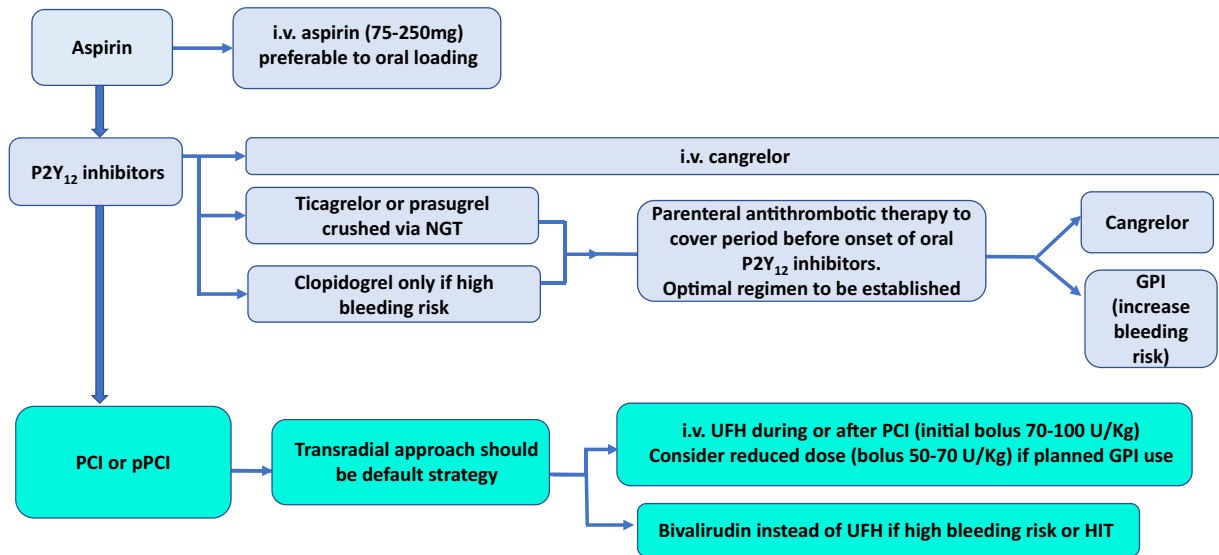 Aspirin
i.v. aspirin (75-250mg)
preferable to oral loading
P2Y₁₂ inhibitors
i.v. cangrelor
Ticagrelor or prasugrel
crushed via NGT
Clopidogrel only if high
bleeding risk
Parenteral antithrombotic therapy to
cover period before onset of oral
P2Y₁₂ inhibitors.
Optimal regimen to be established
Cangrelor
GPI
(increase
bleeding
risk)
PCI or pPCI
Transradial approach should
be default strategy
i.v. UFH during or after PCI (initial bolus 70-100 U/Kg)
Consider reduced dose (bolus 50-70 U/Kg) if planned GPI use
Bivalirudin instead of UFH if high bleeding risk or HIT